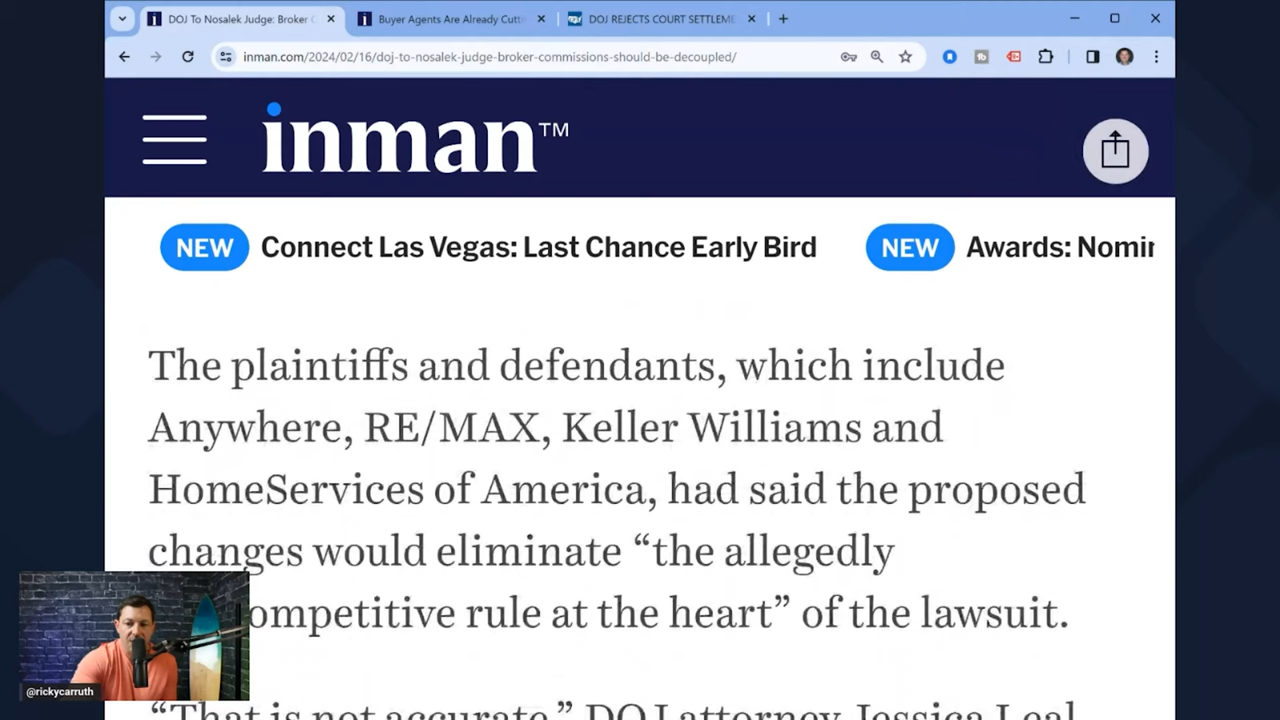 DOJ To Nosalek Judge: Broker C
Buyer Agents Are Already Cutti
DOJ REJECTS COURT SETTLEME
inman.com/2024/02/16/doj-to-nosalek-judge-broker-commissions-should-be-decoupled/
inman™
NEW Connect Las Vegas: Last Chance Early Bird NEW Awards: Nomin
The plaintiffs and defendants, which include
Anywhere, RE/MAX, Keller Williams and
HomeServices of America, had said the proposed
changes would eliminate “the allegedly
ompetitive rule at the heart” of the lawsuit.
“That is not accurate,” DOJ attorney Jessica Leal
@rickycarruth